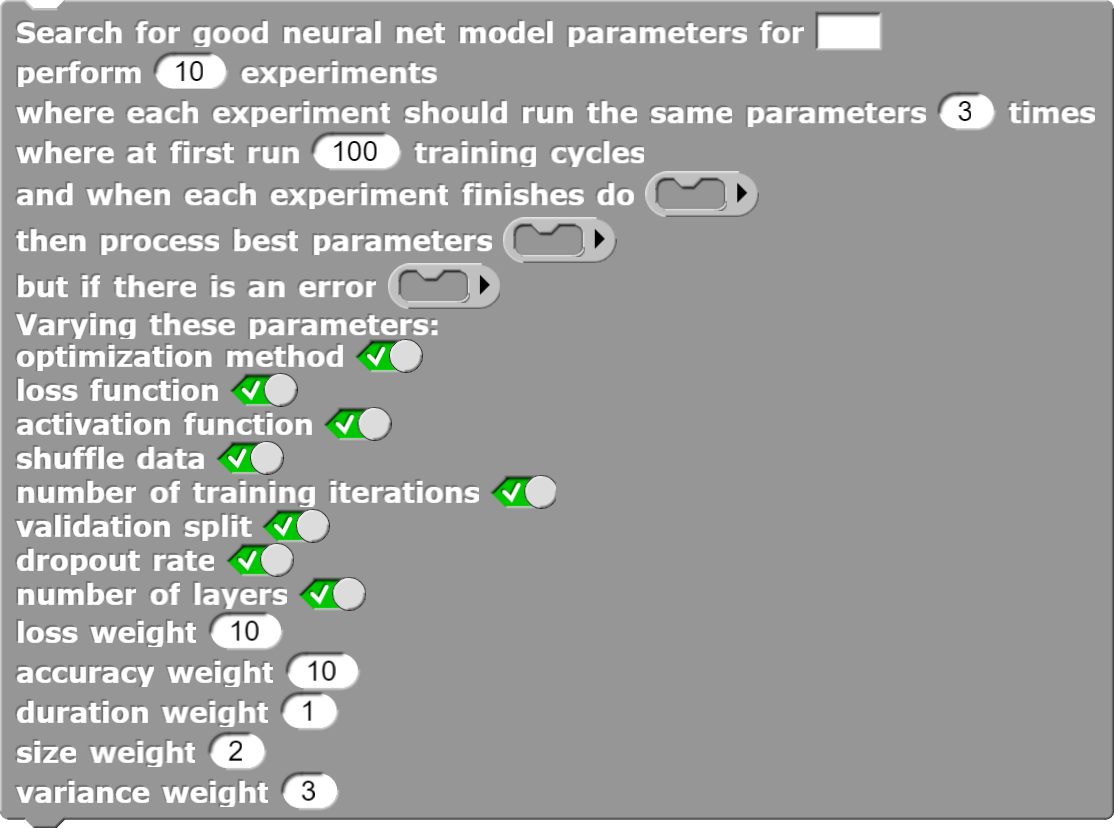 Search for good neural net model parameters for
perform 10 experiments
where each experiment should run the same parameters 3 times
where at first run 100 training cycles
and when each experiment finishes do
then process best parameters
but if there is an error
Varying these parameters:
optimization method
loss function
activation function
shuffle data
number of training iterations
validation split
dropout rate
number of layers
loss weight 10
accuracy weight 10
duration weight 1
size weight 2
variance weight 3